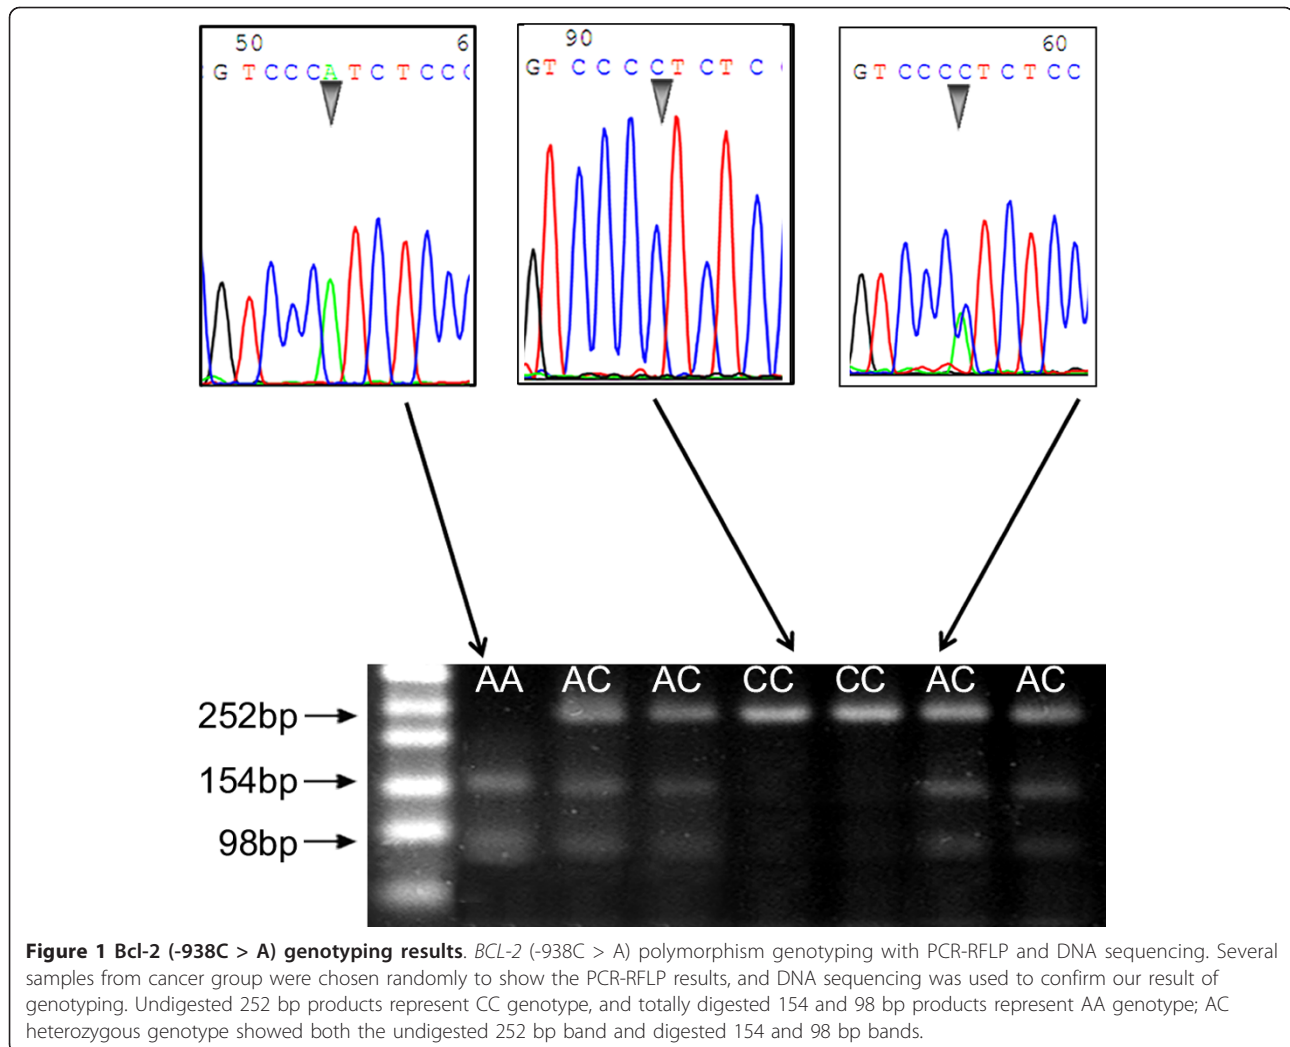 50 6
G T C C C A T C T C C C
90
G T C C C C T C T C C
60
G T C C C C T C T C C
AA AC AC CC CC AC AC
252bp
154bp
98bp
Figure 1 Bcl-2 (-938C > A) genotyping results. BCL-2 (-938C > A) polymorphism genotyping with PCR-RFLP and DNA sequencing. Several
samples from cancer group were chosen randomly to show the PCR-RFLP results, and DNA sequencing was used to confirm our result of
genotyping. Undigested 252 bp products represent CC genotype, and totally digested 154 and 98 bp products represent AA genotype; AC
heterozygous genotype showed both the undigested 252 bp band and digested 154 and 98 bp bands.